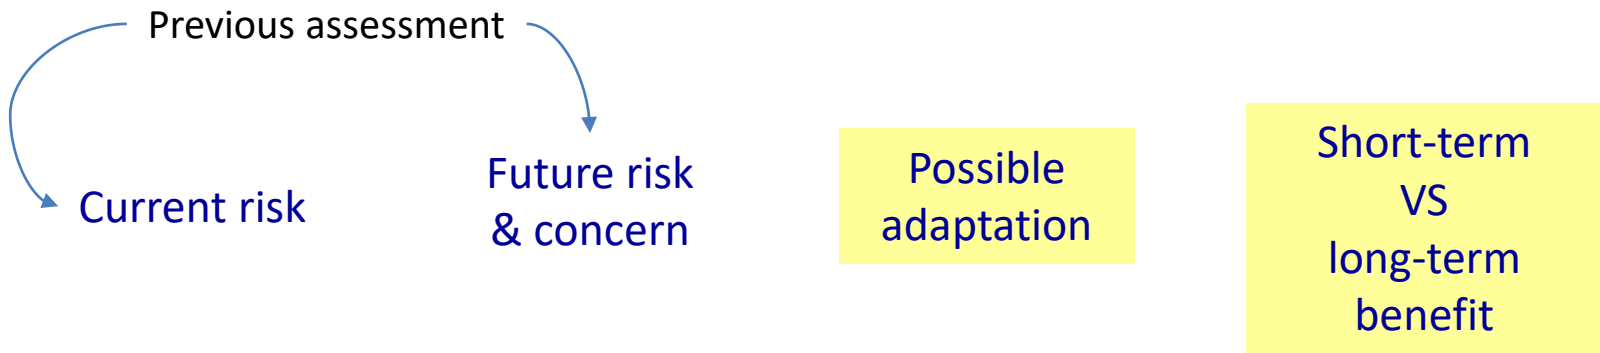 Previous assessment
Current risk
Future risk
& concern
Possible
adaptation
Short-term
VS
long-term
benefit